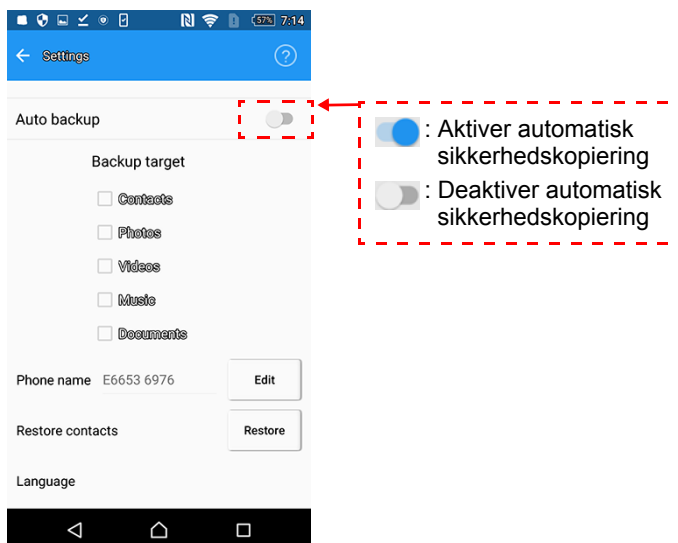 57% 7:14
Settings
?
Auto backup
Backup target
Contacts
Photos
Videos
Music
Documents
Phone name E6653 6976 Edit
Restore contacts Restore
Language
: Aktiver automatisk
sikkerhedskopiering
: Deaktiver automatisk
sikkerhedskopiering